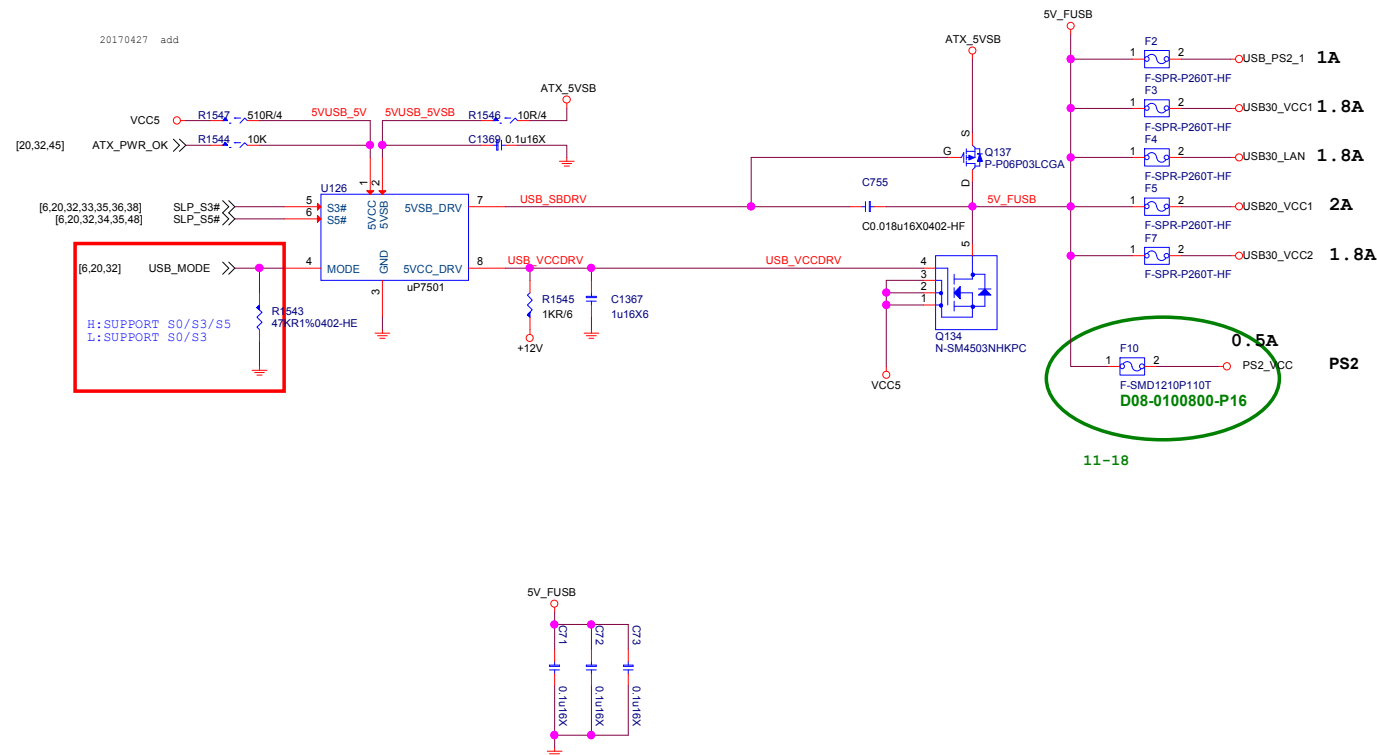 20170427 add
5V_FUSB
ATX_5VSB
F2
1 2
USB_PS2_1 1A
F-SPR-P260T-HF
F3
1 2
USB30_VCC1 1.8A
F-SPR-P260T-HF
F4
1 2
USB30_LAN 1.8A
F-SPR-P260T-HF
F5
1 2
USB20_VCC1 2A
F-SPR-P260T-HF
F7
1 2
USB30_VCC2 1.8A
F-SPR-P260T-HF
ATX_5VSB
VCC5 R1547 510R/4 5VUSB_5V 5VUSB_5VSB R1546 10R/4
[20,32,45] ATX_PWR_OK R1544 10K C1369 0.1u16X
S
G
Q137
P-P06P03LCGA
D
1 2
U126
[6,20,32,33,35,36,38] SLP_S3# 5 S3# 5VCC 5VSB 5VSB_DRV 7 USB_SBDRV
[6,20,32,34,35,48] SLP_S5# 6 S5#
C755
C0.018u16X0402-HF
5V_FUSB
[6,20,32] USB_MODE 4 MODE GND 5VCC_DRV 8 USB_VCCDRV USB_VCCDRV
3
uP7501
R1543
47KR1%0402-HE
H:SUPPORT S0/S3/S5
L:SUPPORT S0/S3
R1545
1KR/6
+12V
C1367
1u16X6
5
4
3
2
1
Q134
N-SM4503NHKPC
VCC5
0.5A
F10
1 2
PS2_VCC PS2
F-SMD1210P110T
D08-0100800-P16
11-18
5V_FUSB
C71 C72 C73
0.1u16X 0.1u16X 0.1u16X